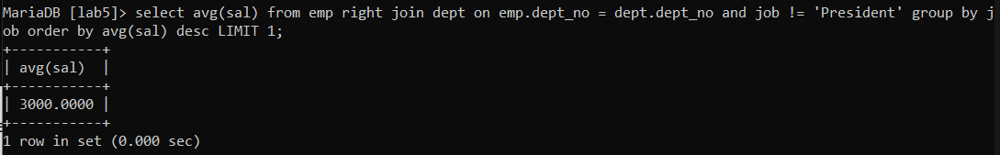 MariaDB [lab5]> select avg(sal) from emp right join dept on emp.dept_no = dept.dept_no and job != 'President' group by j
ob order by avg(sal) desc LIMIT 1;
+-----------+
| avg(sal)  |
+-----------+
| 3000.0000 |
+-----------+
1 row in set (0.000 sec)